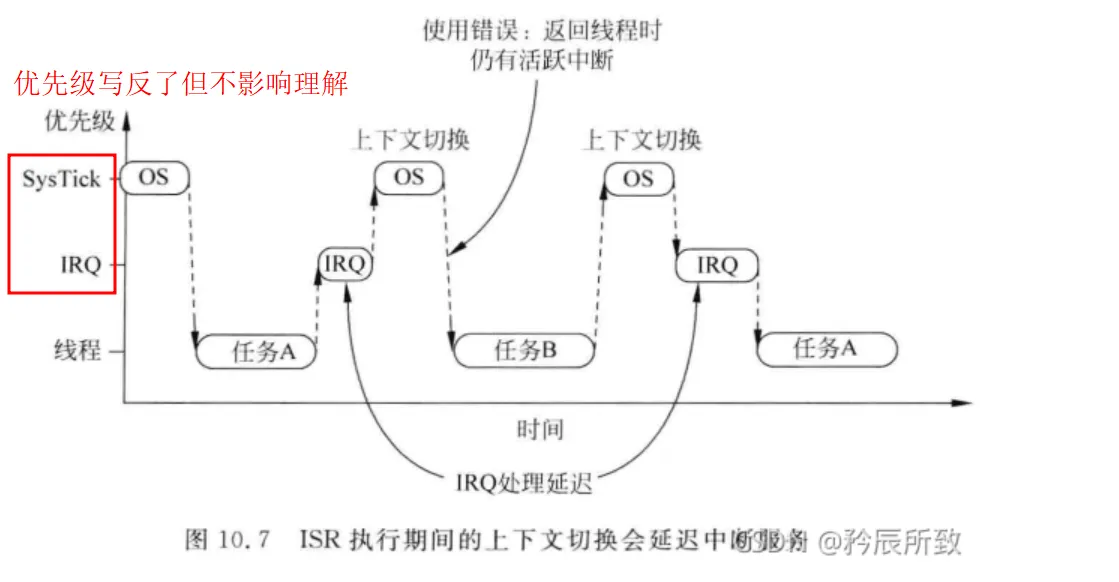 使用错误：返回线程时
仍有活跃中断
优先级写反了但不影响理解
优先级
上下文切换
上下文切换
SysTick
OS
OS
OS
IRQ
IRQ
IRQ
线程
任务A
任务B
任务A
时间
IRQ处理延迟
图 10.7 ISR 执行期间的上下文切换会延迟中断服务
CSDN @矜辰所致